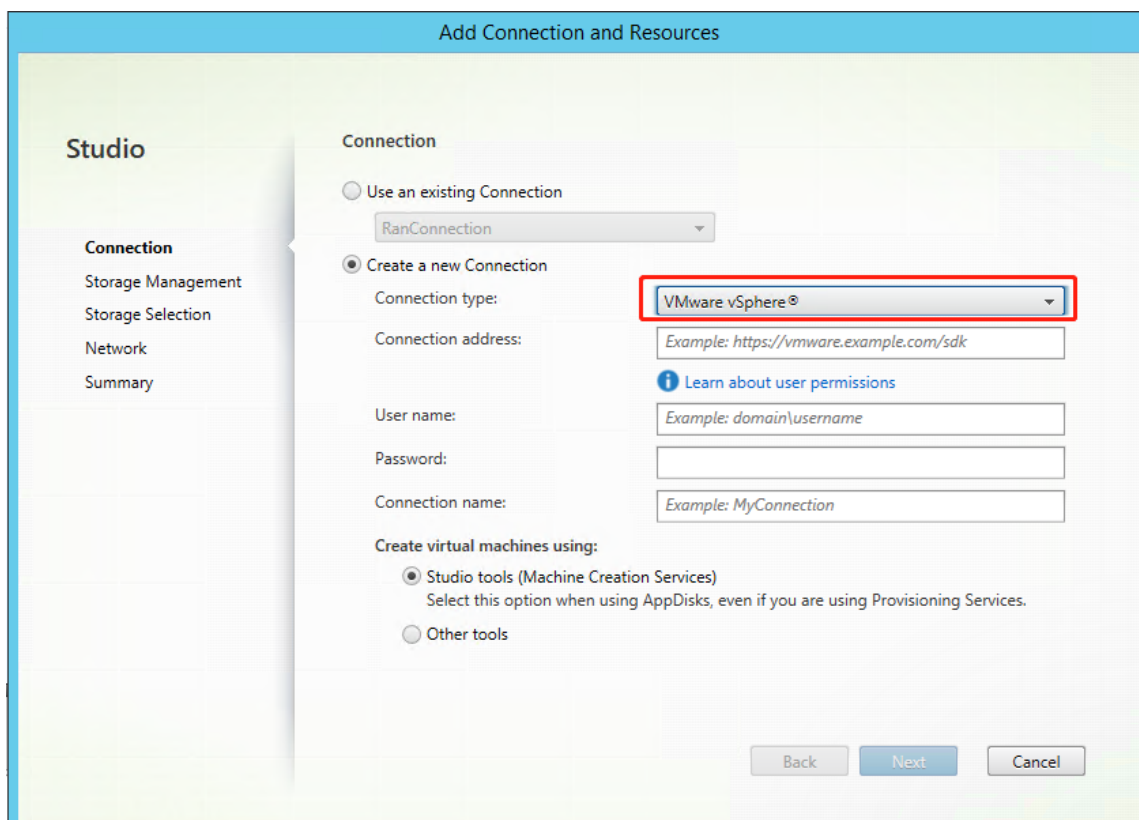 Add Connection and Resources
Studio
Connection
Storage Management
Storage Selection
Network
Summary
Connection
Use an existing Connection
RanConnection
Create a new Connection
Connection type:
VMware vSphere®
Connection address:
Example: https://vmware.example.com/sdk
Learn about user permissions
User name:
Example: domain\username
Password:
Connection name:
Example: MyConnection
Create virtual machines using:
Studio tools (Machine Creation Services)
Select this option when using AppDisks, even if you are using Provisioning Services.
Other tools
Back
Next
Cancel